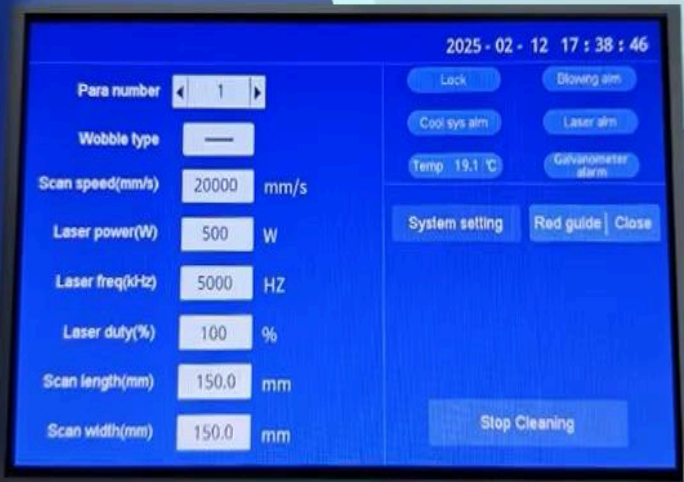 2025-02-12 17:38:46
Para number 1
Wobble type
Scan speed(mm/s) 20000 mm/s
Laser power(W) 500 W
Laser freq(kHz) 5000 HZ
Laser duty(%) 100 %
Scan length(mm) 150.0 mm
Scan width(mm) 150.0 mm
Lock
Blowing alm
Cool sys alm
Laser alm
Temp 19.1 ℃
Galvanometer
alarm
System setting
Red guide | Close
Stop Cleaning